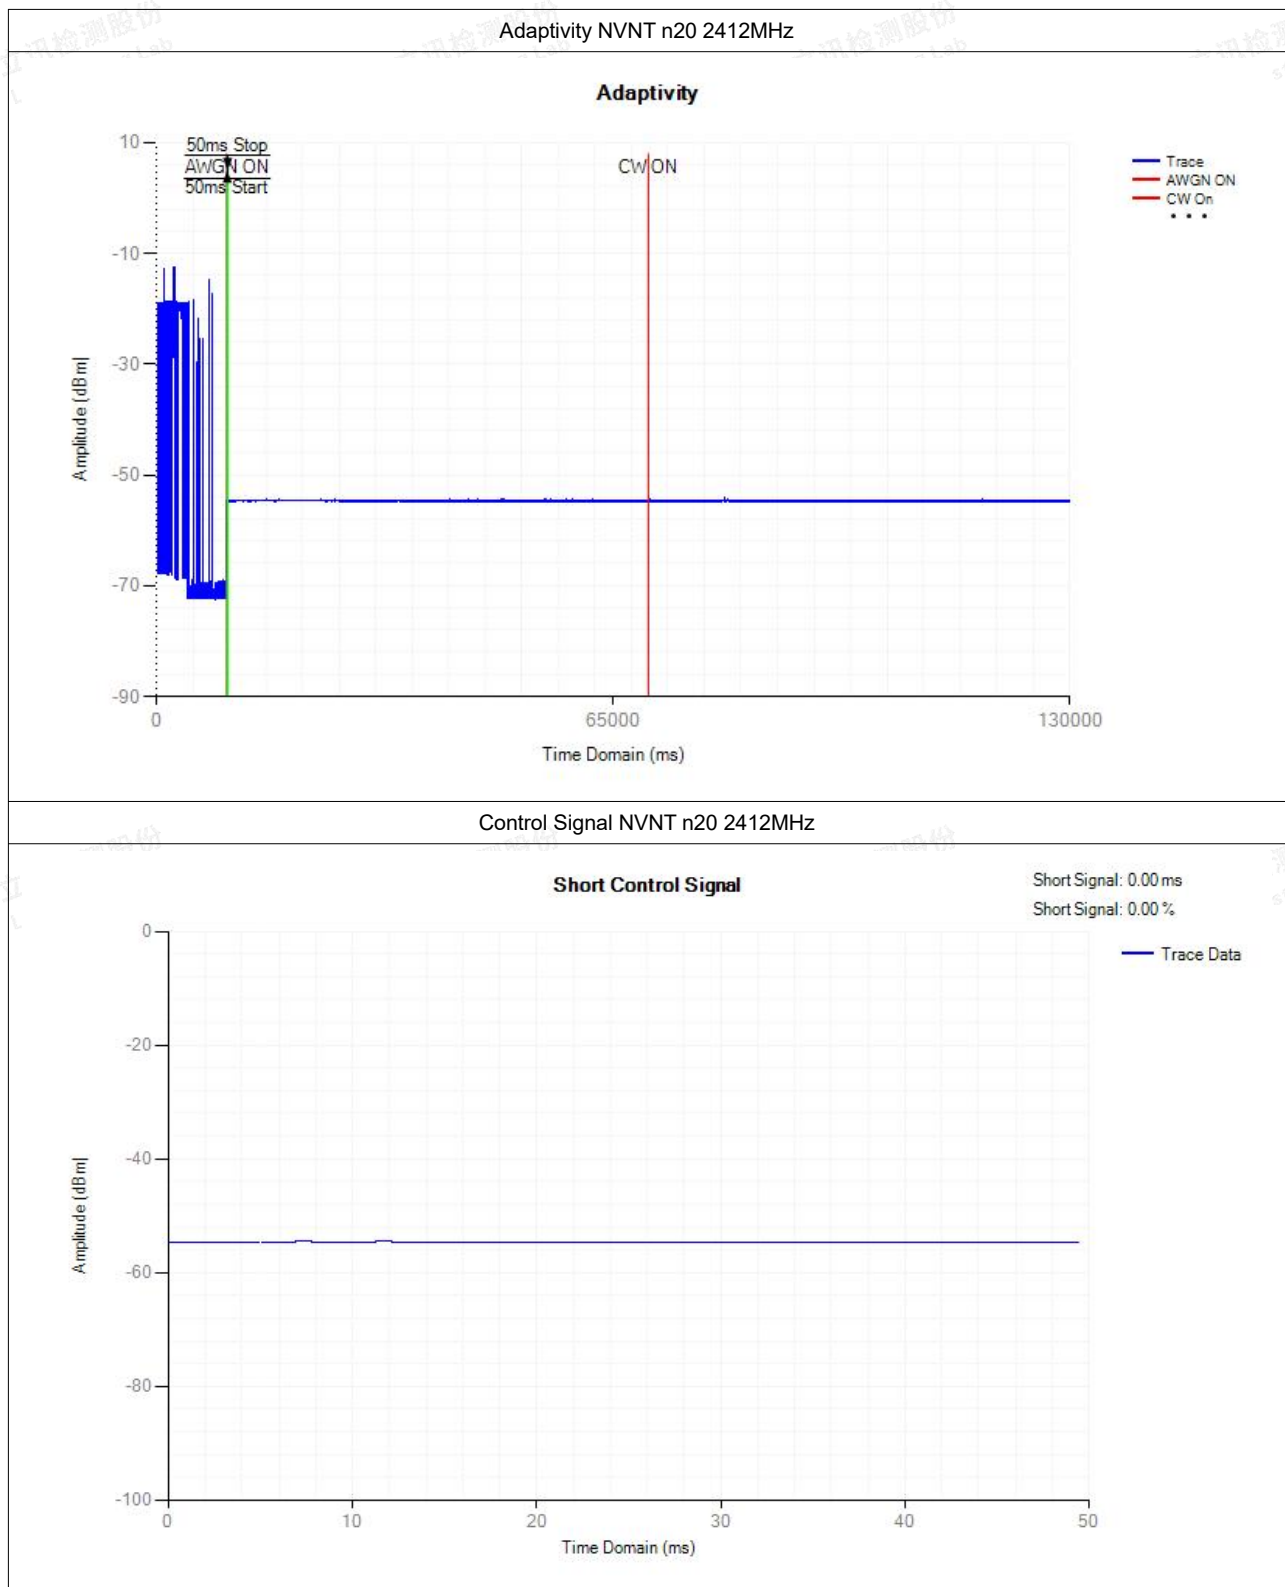 Adaptivity NVNT n20 2412MHz
Adaptivity
50ms Stop
AWGN ON
50ms Start
CW ON
Trace
AWGN ON
CW On
• • •
10
-10
-30
-50
-70
-90
Amplitude [dBm]
0
65000
130000
Time Domain (ms)
Control Signal NVNT n20 2412MHz
Short Control Signal
Short Signal: 0.00 ms
Short Signal: 0.00 %
Trace Data
0
-20
-40
-60
-80
-100
Amplitude [dBm]
0
10
20
30
40
50
Time Domain (ms)